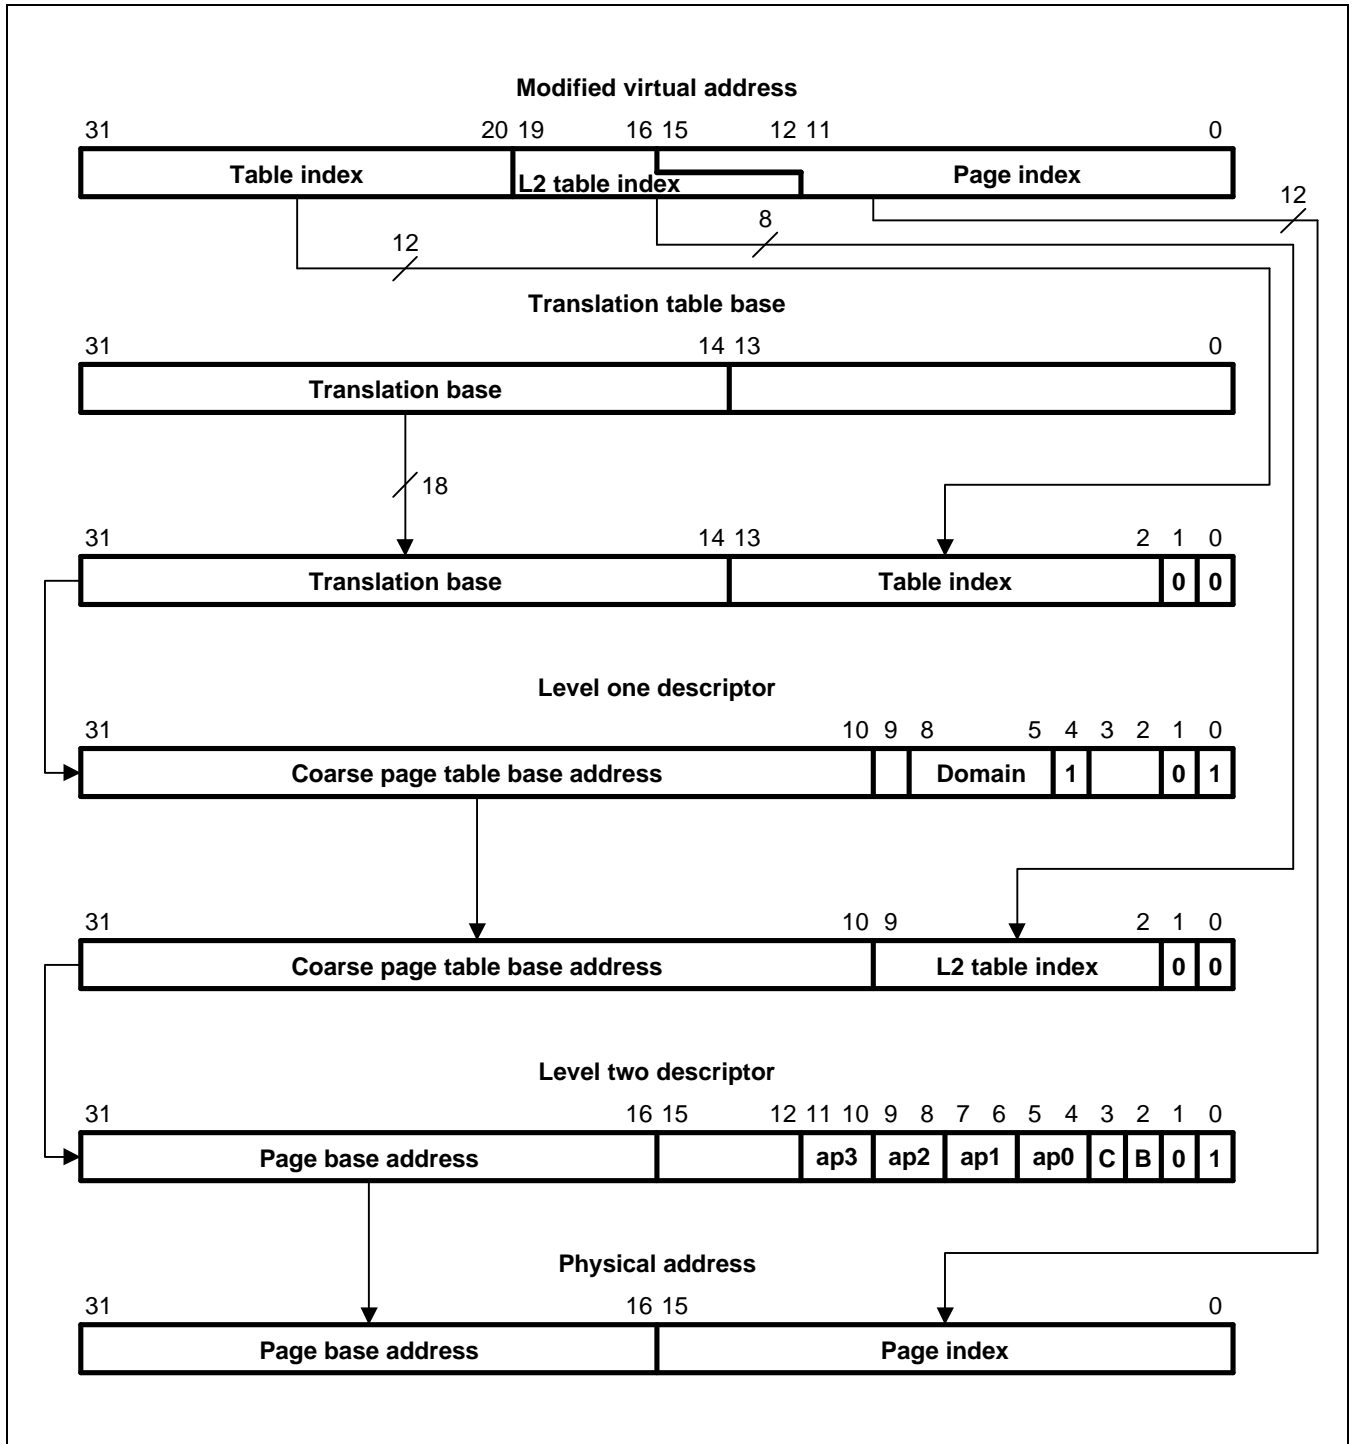 Modified virtual address
31 20 19 16 15 12 11 0
Table index L2 table index Page index
12
8
12
Translation table base
31 14 13 0
Translation base
18
31 14 13 2 1 0
Translation base Table index 0 0
Level one descriptor
31 10 9 8 5 4 3 2 1 0
Coarse page table base address Domain 1 0 1
31 10 9 2 1 0
Coarse page table base address L2 table index 0 0
Level two descriptor
31 16 15 12 11 10 9 8 7 6 5 4 3 2 1 0
Page base address ap3 ap2 ap1 ap0 C B 0 1
Physical address
31 16 15 0
Page base address Page index